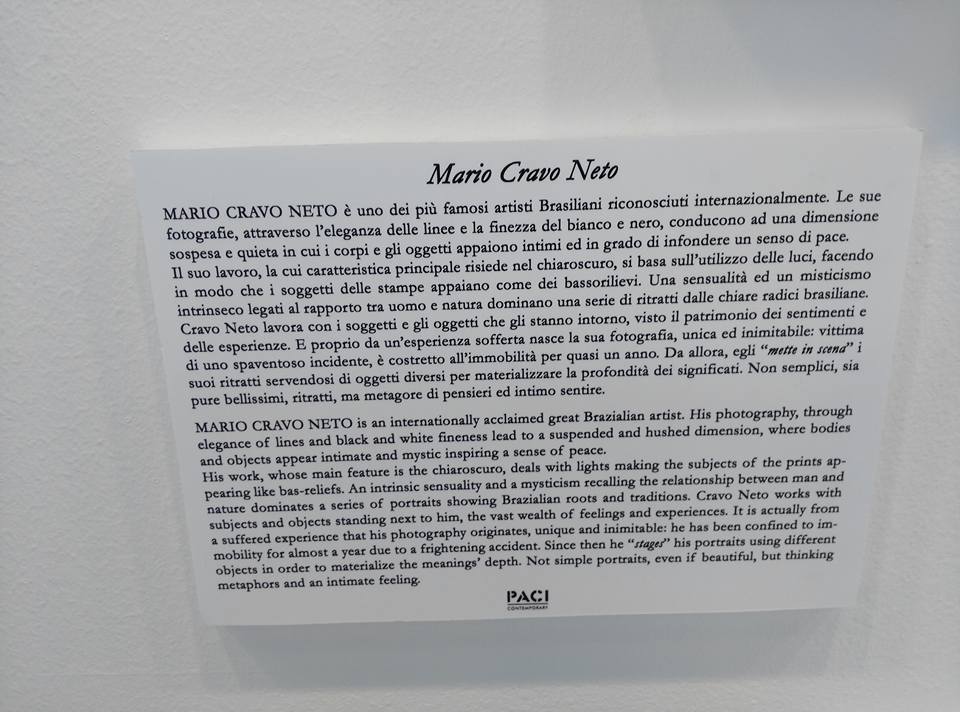 Mario Cravo Neto
MARIO CRAVO NETO è uno dei più famosi artisti Brasiliani riconosciuti internazionalmente. Le sue
fotografie, attraverso l'eleganza delle linee e la finezza del bianco e nero, conducono ad una dimensione
sospesa e quieta in cui i corpi e gli oggetti appaiono intimi ed in grado di infondere un senso di pace.
Il suo lavoro, la cui caratteristica principale risiede nel chiaroscuro, si basa sull'utilizzo delle luci, facendo
in modo che i soggetti delle stampe appaiano come dei bassorilievi. Una sensualità ed un misticismo
intrinseco legati al rapporto tra uomo e natura dominano una serie di ritratti dalle chiare radici brasiliane.
Cravo Neto lavora con i soggetti e gli oggetti che gli stanno intorno, visto il patrimonio dei sentimenti e
delle esperienze. E proprio da un'esperienza sofferta nasce la sua fotografia, unica ed inimitabile: vittima
di uno spaventoso incidente, è costretto all'immobilità per quasi un anno. Da allora, egli "mette in scena" i
suoi ritratti servendosi di oggetti diversi per materializzare la profondità dei significati. Non semplici, sia
pure bellissimi, ritratti, ma metagore di pensieri ed intimo sentire.
MARIO CRAVO NETO is an internationally acclaimed great Brazialian artist. His photography, through
elegance of lines and black and white fineness lead to a suspended and hushed dimension, where bodies
and objects appear intimate and mystic inspiring a sense of peace.
His work, whose main feature is the chiaroscuro, deals with lights making the subjects of the prints ap-
pearing like bas-reliefs. An intrinsic sensuality and a mysticism recalling the relationship between man and
nature dominates a series of portraits showing Brazialian roots and traditions. Cravo Neto works with
subjects and objects standing next to him, the vast wealth of feelings and experiences. It is actually from
a suffered experience that his photography originates, unique and inimitable: he has been confined to im-
mobility for almost a year due to a frightening accident. Since then he "stages" his portraits using different
objects in order to materialize the meanings' depth. Not simple portraits, even if beautiful, but thinking
metaphors and an intimate feeling.
PACI
CONTEMPORARY